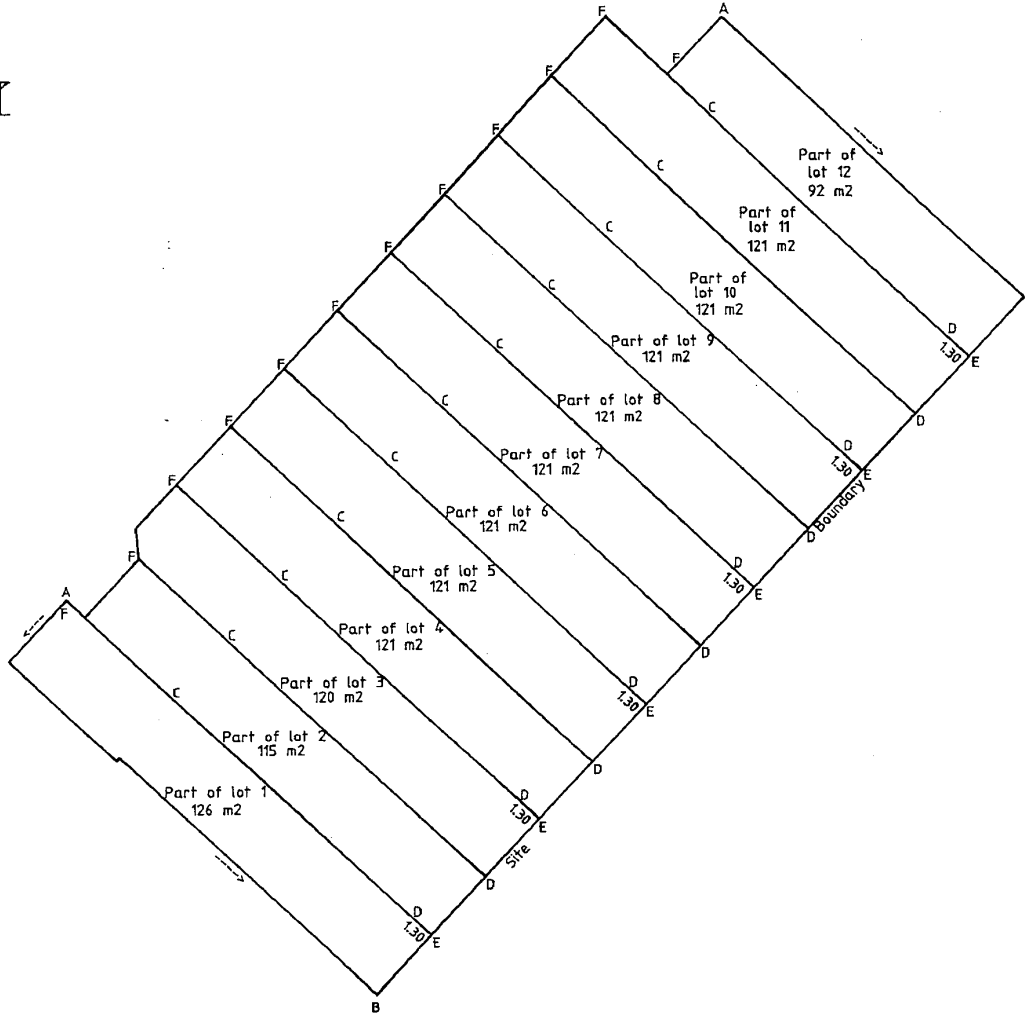 F
A
F
F
C
F
C
Part of
lot 12
92 m2
F
Part of
lot 11
121 m2
C
F
Part of
lot 10
121 m2
C
F
D
1.30
E
Part of lot 9
121 m2
C
F
Part of lot 8
121 m2
C
D
F
D
1.30
E
Part of lot 7
121 m2
C
Boundary
F
Part of lot 6
121 m2
C
D
F
D
1.30
E
Part of lot 5
121 m2
C
F
A
F
Part of lot 4
121 m2
C
D
D
1.30
E
Part of lot 3
120 m2
C
D
Part of lot 2
115 m2
D
1.30
E
Part of lot 1
126 m2
Site
D
D
1.30
E
B